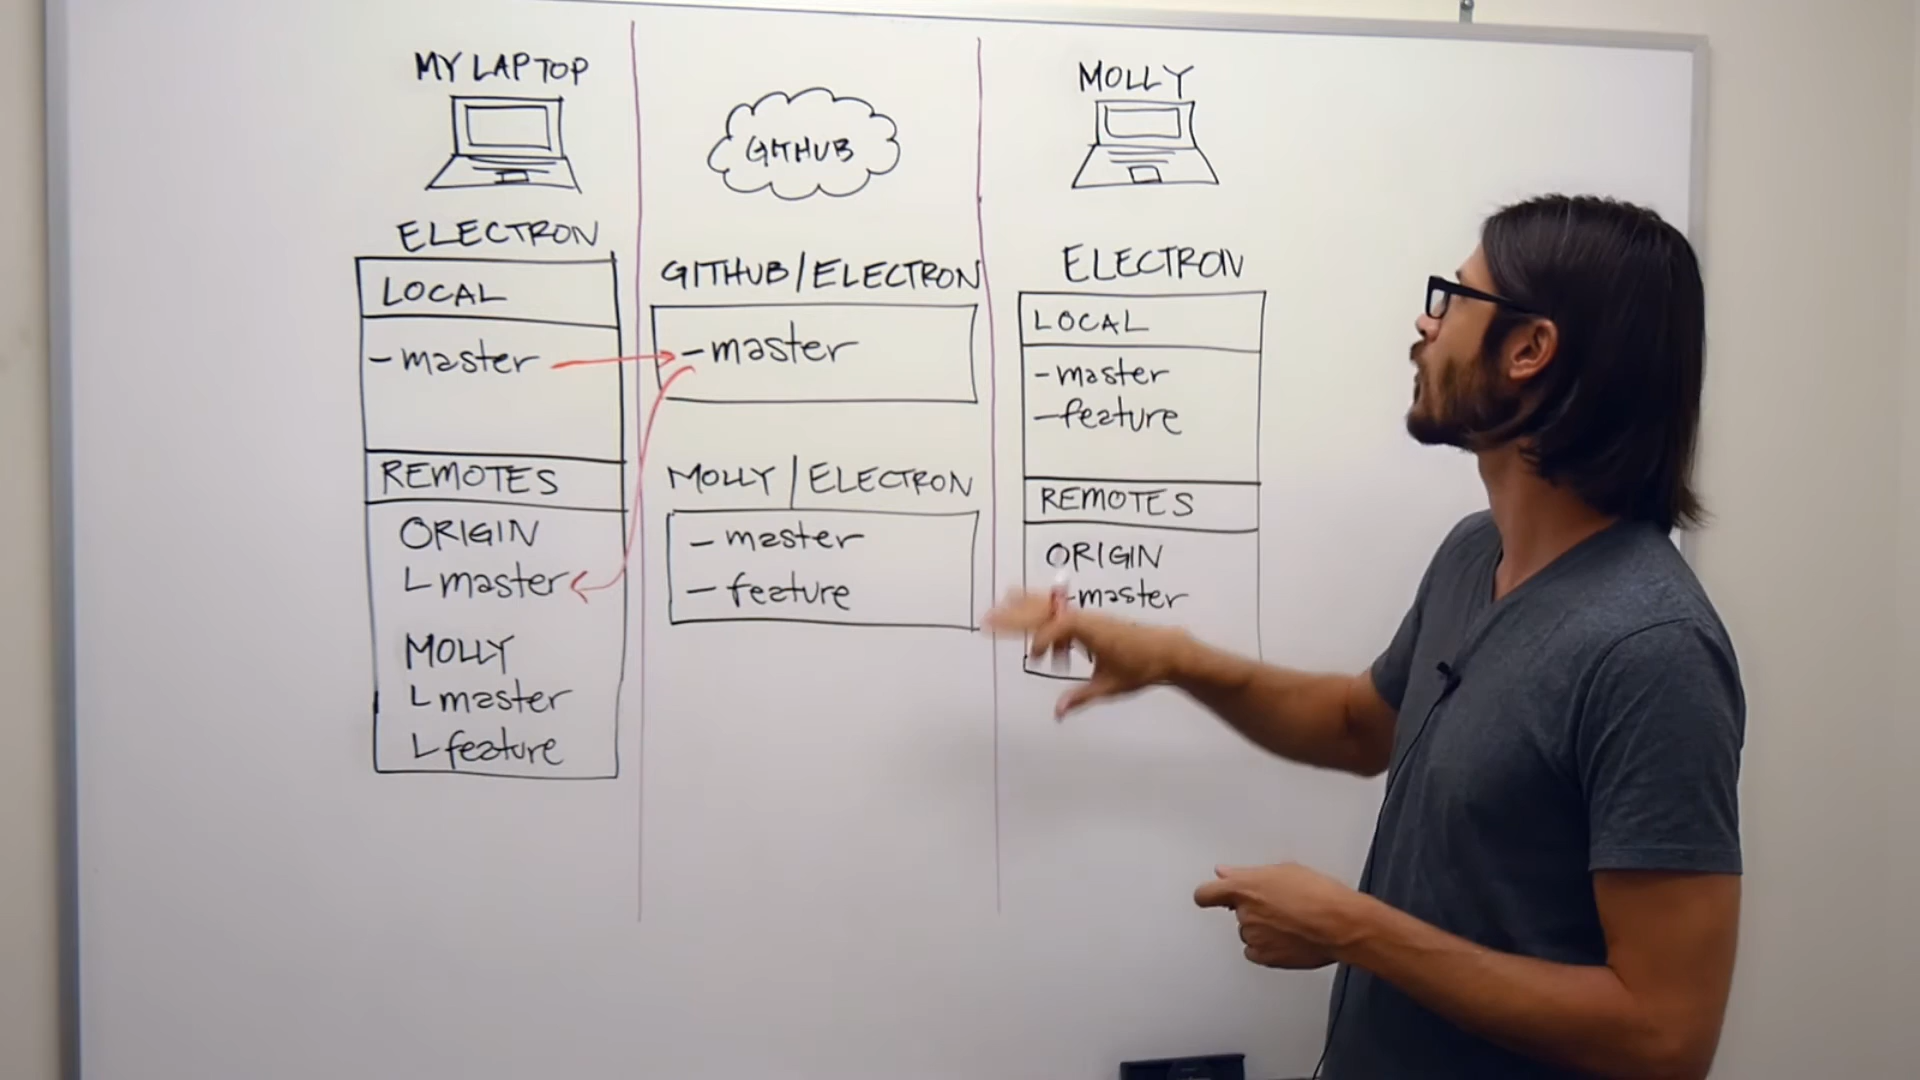 MY LAPTOP
ELECTRON
LOCAL
- master
REMOTES
ORIGIN
L master
MOLLY
L master
L feature
GITHUB
GITHUB/ELECTRON
- master
MOLLY/ELECTRON
- master
- feature
MOLLY
ELECTRON
LOCAL
- master
- feature
REMOTES
ORIGIN
master